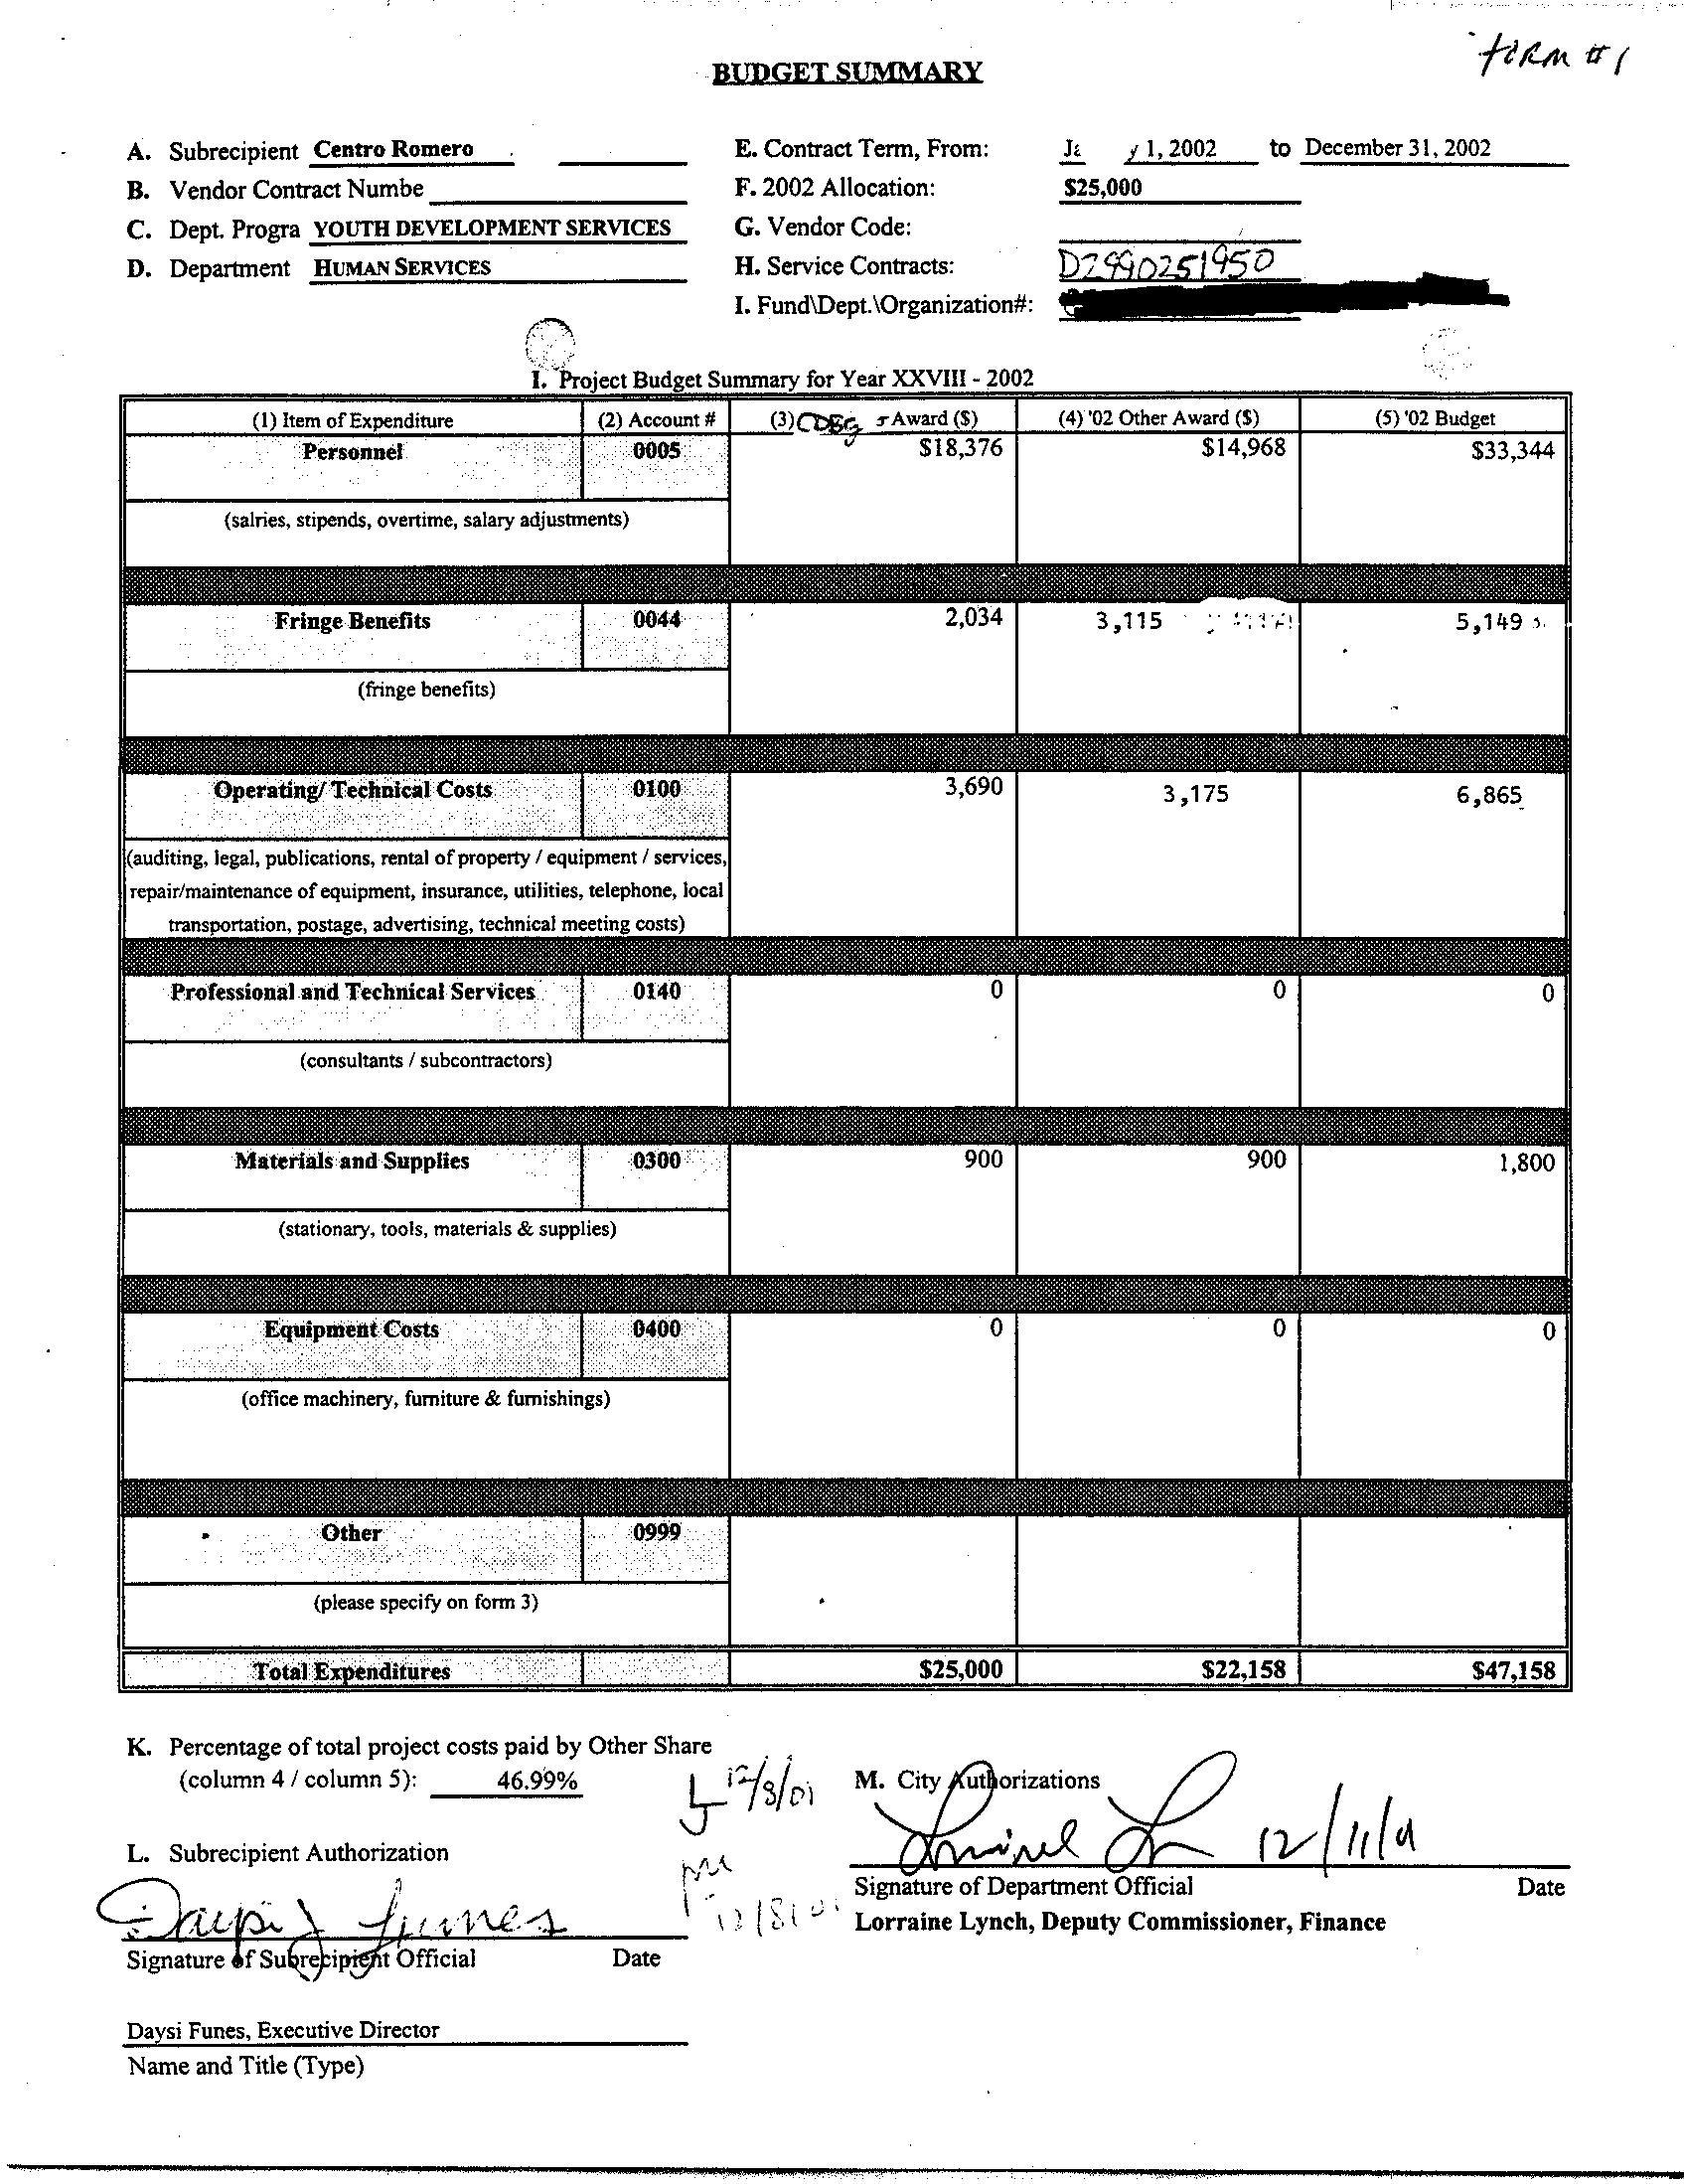 FORM #1
BUDGET SUMMARY
A. Subrecipient Centro Romero
E. Contract Term, From: 1, 2002 to December 31, 2002
B. Vendor Contract Numbe
F. 2002 Allocation: $25,000
C. Dept. Progra YOUTH DEVELOPMENT SERVICES
G. Vendor Code:
D. Department HUMAN SERVICES
H. Service Contracts: D2990251950
I. Fund\Dept.\Organization#:
I. Project Budget Summary for Year XXVIII - 2002
(1) Item of Expenditure (2) Account # (3) CDBG Award ($) (4) '02 Other Award ($) (5) '02 Budget
Personnel 0005 $18,376 $14,968 $33,344
(salries, stipends, overtime, salary adjustments)
Fringe Benefits 0044 2,034 3,115 5,149
(fringe benefits)
Operating/ Technical Costs 0100 3,690 3,175 6,865
(auditing, legal, publications, rental of property / equipment / services,
repair/maintenance of equipment, insurance, utilities, telephone, local
transportation, postage, advertising, technical meeting costs)
Professional and Technical Services 0140 0 0 0
(consultants / subcontractors)
Materials and Supplies 0300 900 900 1,800
(stationary, tools, materials & supplies)
Equipment Costs 0400 0 0 0
(office machinery, furniture & furnishings)
Other 0999
(please specify on form 3)
Total Expenditures $25,000 $22,158 $47,158
K. Percentage of total project costs paid by Other Share
(column 4 / column 5): 46.99%
12/8/01
M. City Authorizations
12/11/01
L. Subrecipient Authorization
12/8/01
Signature of Department Official Date
Lorraine Lynch, Deputy Commissioner, Finance
Daysi Funes
Signature of Subrecipient Official Date
Daysi Funes, Executive Director
Name and Title (Type)